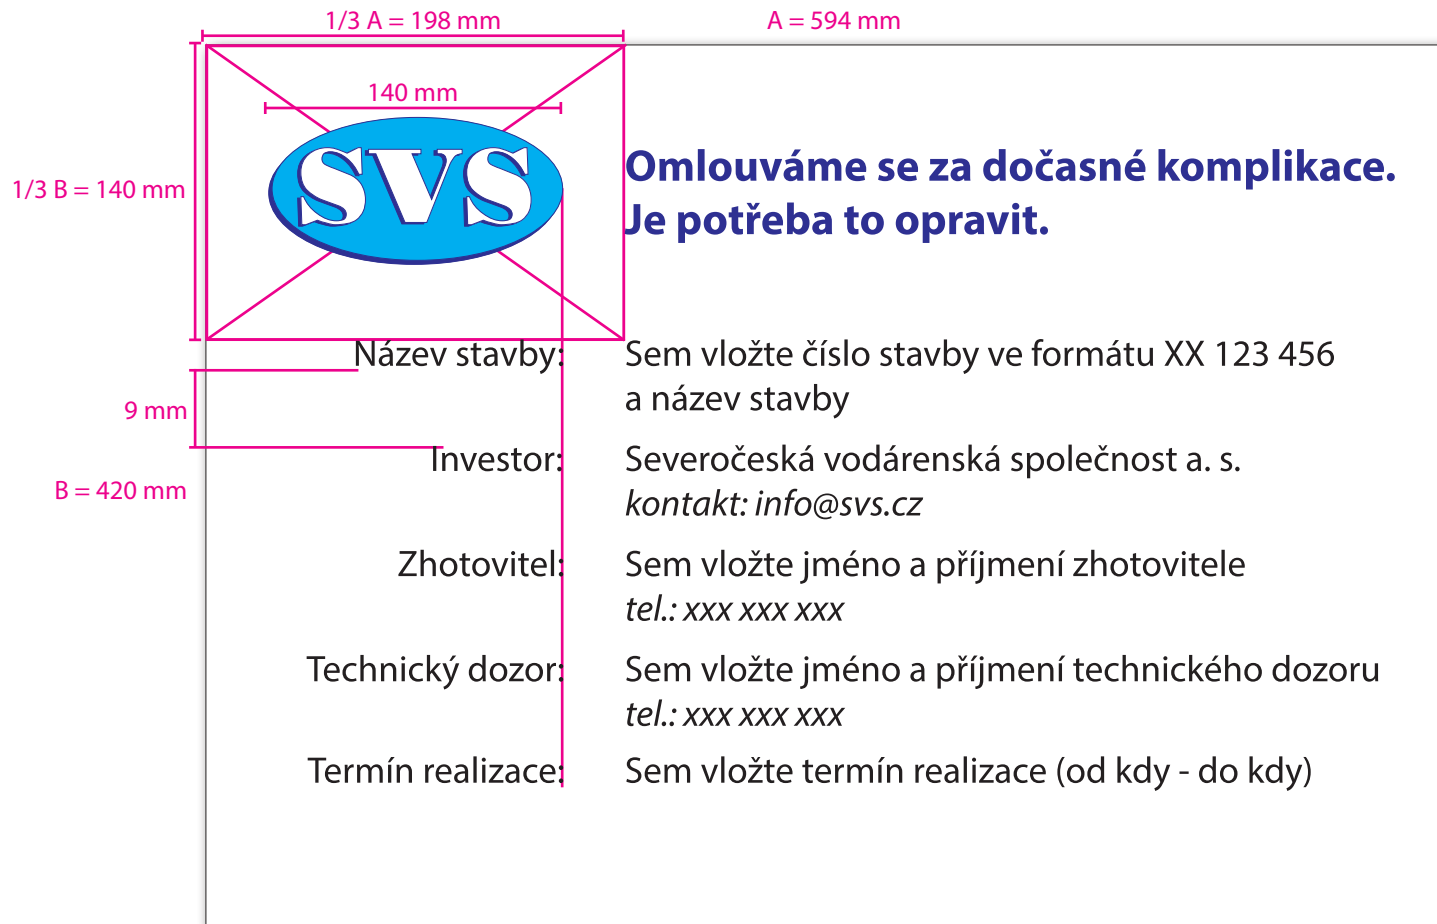 1/3 A = 198 mm
A = 594 mm
140 mm
SVS
1/3 B = 140 mm
Omlouváme se za dočasné komplikace.
Je potřeba to opravit.
Název stavby: Sem vložte číslo stavby ve formátu XX 123 456
a název stavby
9 mm
Investor: Severočeská vodárenská společnost a. s.
B = 420 mm
kontakt: info@svs.cz
Zhotovitel: Sem vložte jméno a příjmení zhotovitele
tel.: xxx xxx xxx
Technický dozor: Sem vložte jméno a příjmení technického dozoru
tel.: xxx xxx xxx
Termín realizace: Sem vložte termín realizace (od kdy - do kdy)